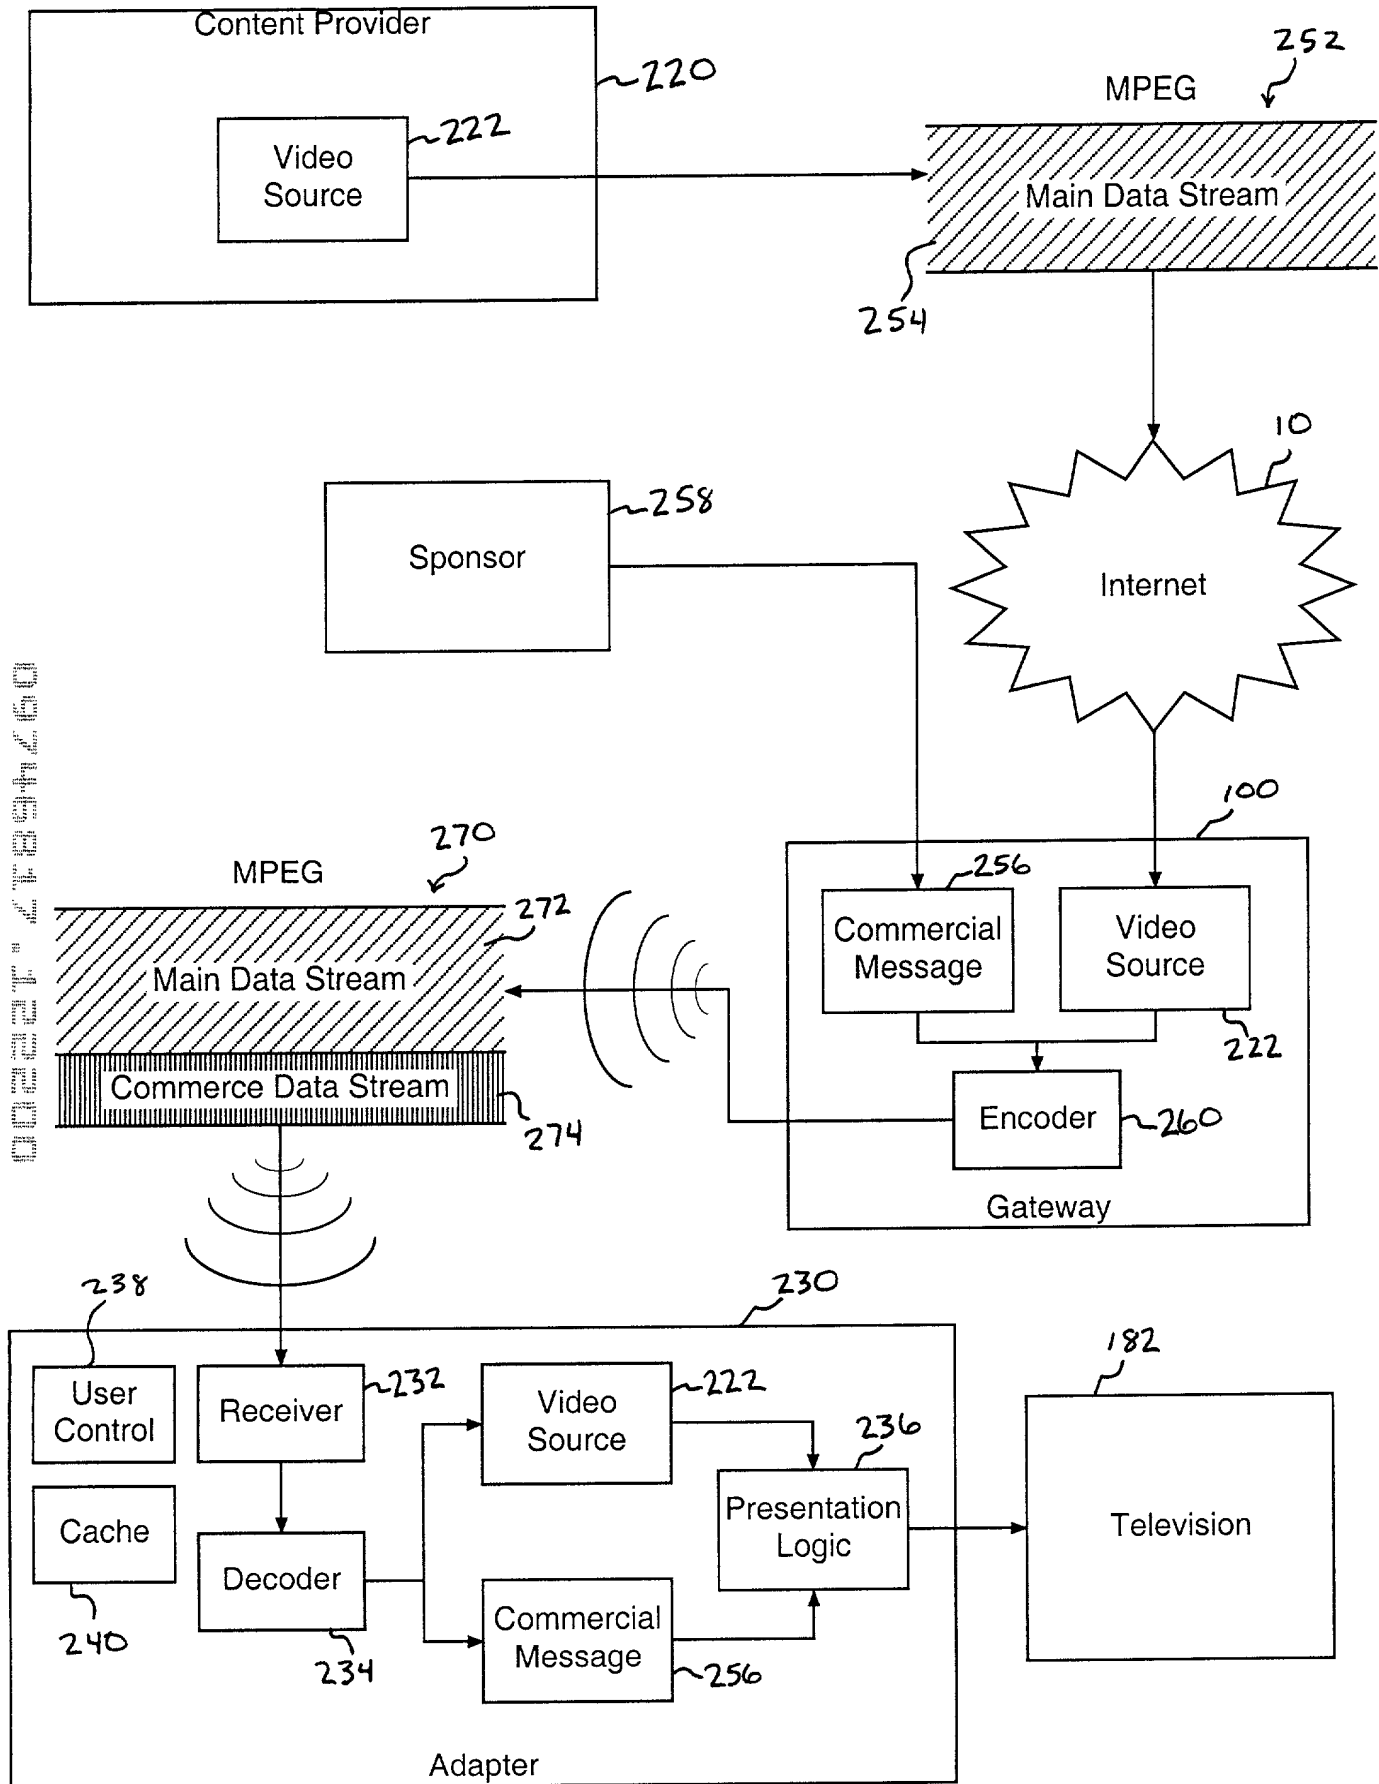 Content Provider
220
Video
Source
222
252
MPEG
Main Data Stream
254
10
Internet
Sponsor
258
100
256
Commercial
Message
Video
Source
222
Encoder
260
Gateway
270
MPEG
272
Main Data Stream
Commerce Data Stream
274
09748417.122200
238
230
User
Control
Receiver
232
Video
Source
222
236
Presentation
Logic
182
Television
Cache
240
Decoder
234
Commercial
Message
256
Adapter